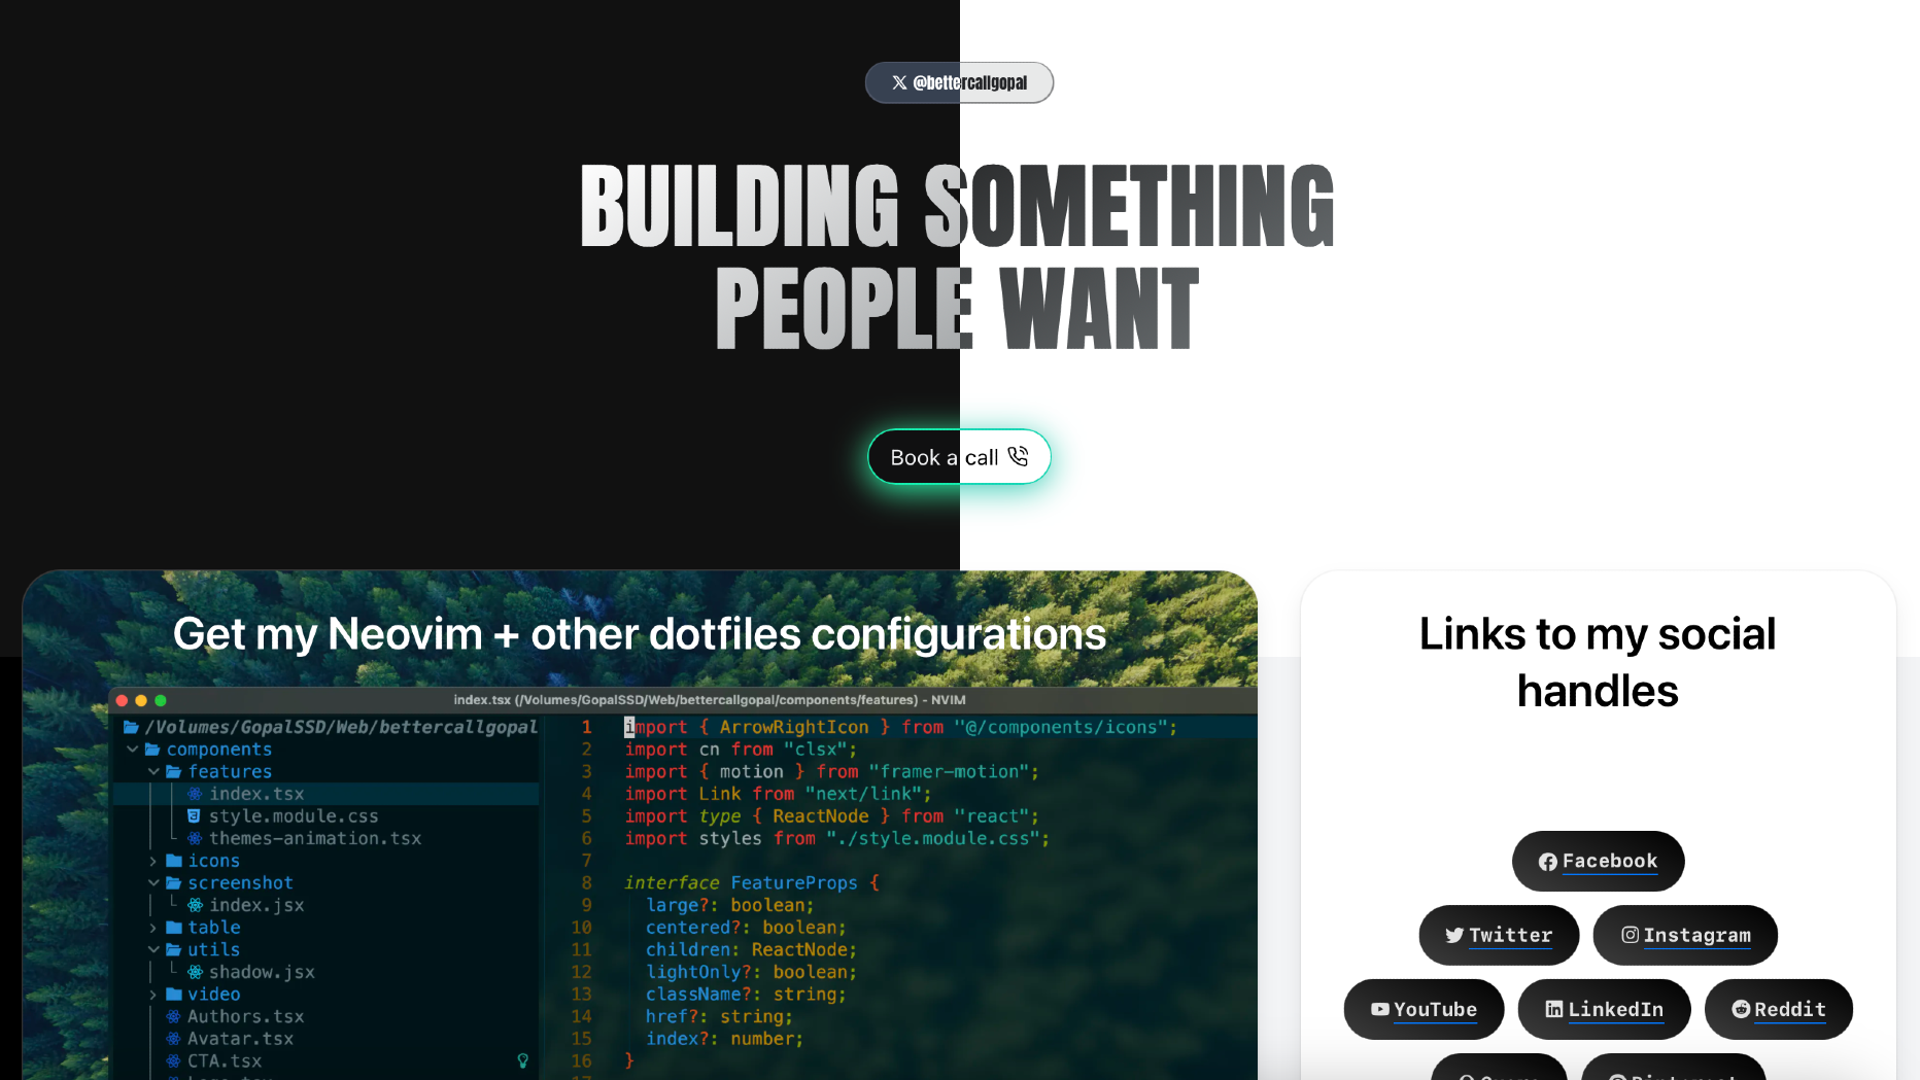 @bettercallgopal
BUILDING SOMETHING
PEOPLE WANT
Book a call
Get my Neovim + other dotfiles configurations
index.tsx (/Volumes/GopalSSD/Web/bettercallgopal/components/features) - NVIM
/Volumes/GopalSSD/Web/bettercallgopal
components
features
index.tsx
style.module.css
themes-animation.tsx
icons
screenshot
index.jsx
table
utils
shadow.jsx
video
Authors.tsx
Avatar.tsx
CTA.tsx
1 import { ArrowRightIcon } from "@/components/icons";
2 import cn from "clsx";
3 import { motion } from "framer-motion";
4 import Link from "next/link";
5 import type { ReactNode } from "react";
6 import styles from "./style.module.css";
7
8 interface FeatureProps {
9 large?: boolean;
10 centered?: boolean;
11 children: ReactNode;
12 lightOnly?: boolean;
13 className?: string;
14 href?: string;
15 index?: number;
16 }
Links to my social
handles
Facebook
Twitter Instagram
YouTube LinkedIn Reddit